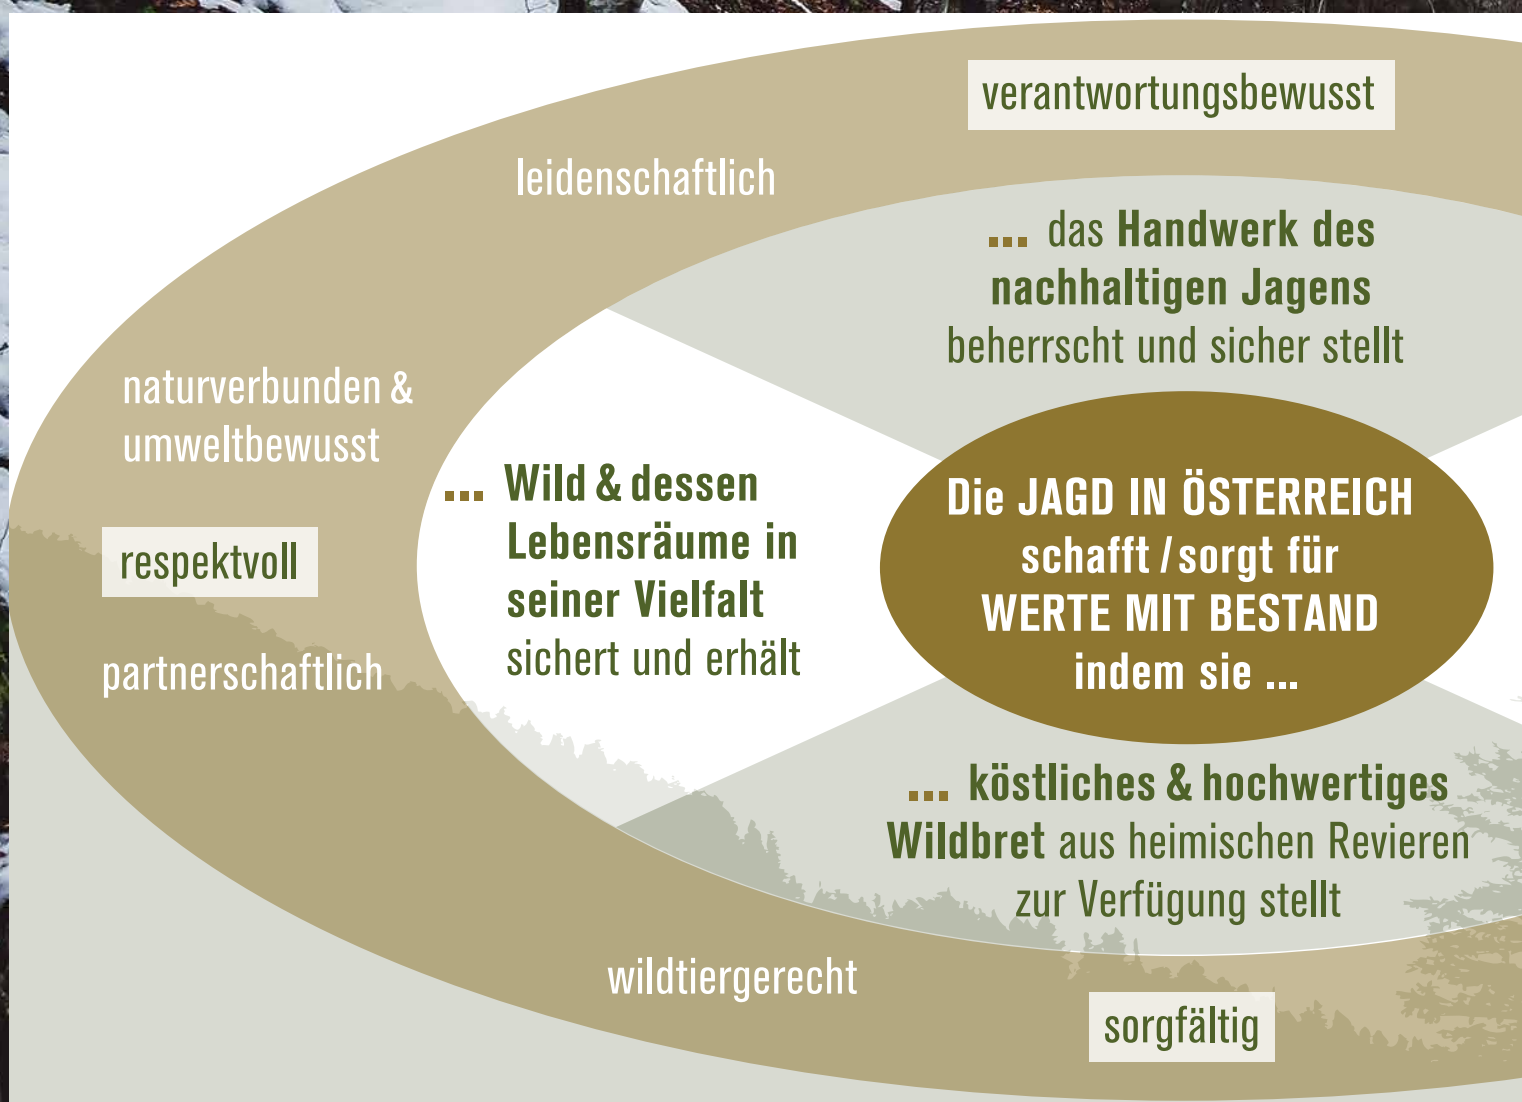 verantwortungsbewusst
leidenschaftlich
... das Handwerk des
nachhaltigen Jagens
beherrscht und sicher stellt
naturverbunden &
umweltbewusst
... Wild & dessen
Lebensräume in
seiner Vielfalt
sichert und erhält
Die JAGD IN ÖSTERREICH
schafft / sorgt für
WERTE MIT BESTAND
indem sie ...
respektvoll
partnerschaftlich
... köstliches & hochwertiges
Wildbret aus heimischen Revieren
zur Verfügung stellt
wildtiergerecht
sorgfältig